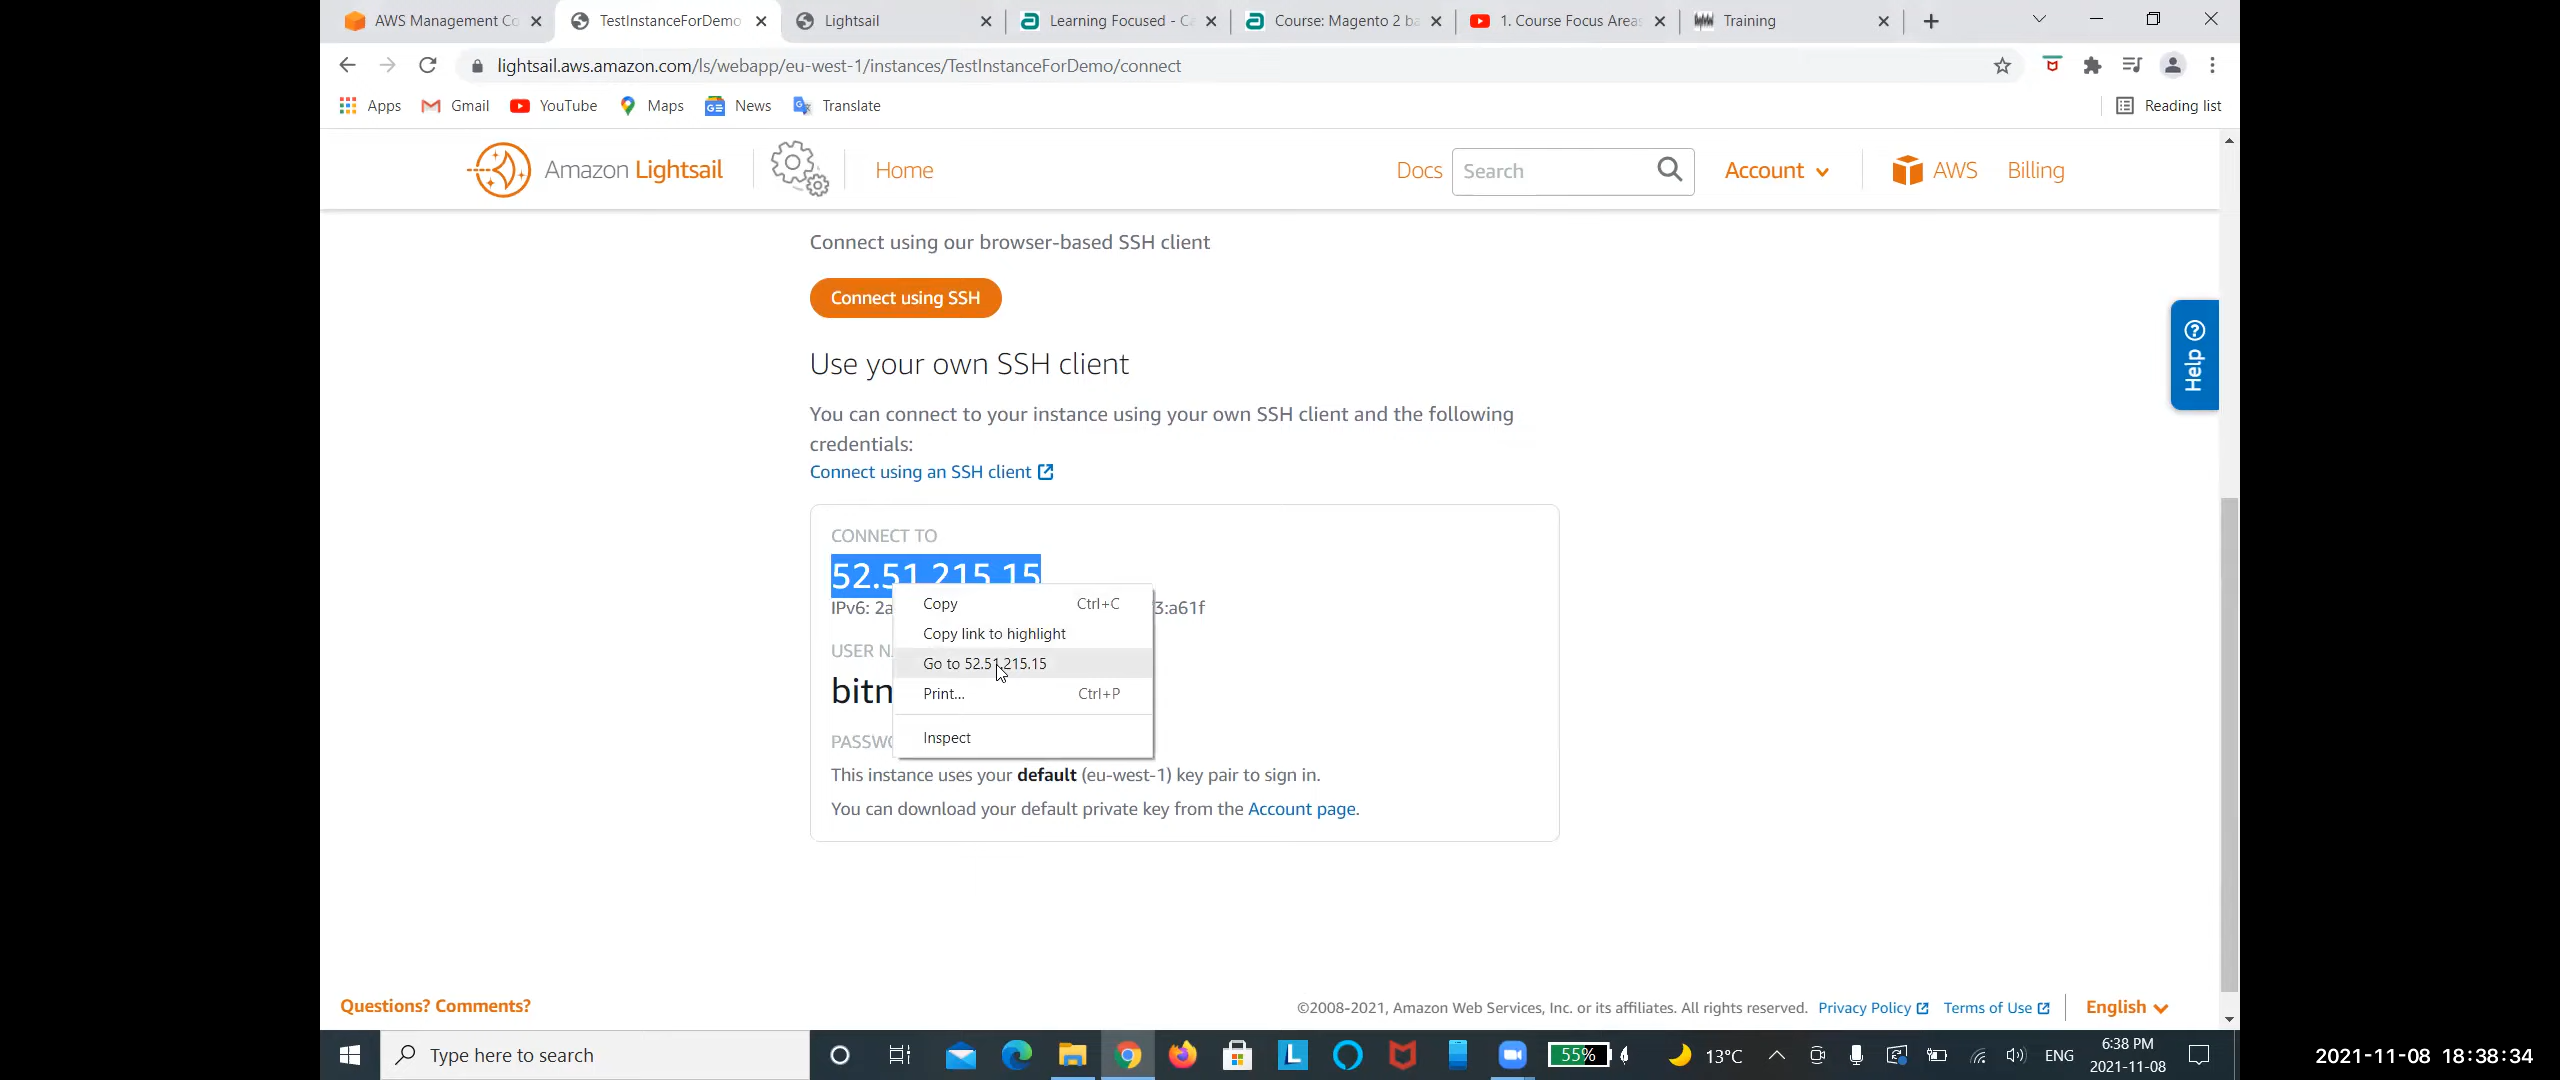 AWS Management Co
TestInstanceForDemo
Lightsail
Learning Focused - Ca
Course: Magento 2 ba
1. Course Focus Areas
Training
lightsail.aws.amazon.com/ls/webapp/eu-west-1/instances/TestInstanceForDemo/connect
Apps Gmail YouTube Maps News Translate Reading list
Amazon Lightsail Home Docs Search Account AWS Billing
Connect using our browser-based SSH client
Connect using SSH
Help
Use your own SSH client
You can connect to your instance using your own SSH client and the following
credentials:
Connect using an SSH client
CONNECT TO
52.51.215.15
IPv6: 2a 3:a61f
Copy Ctrl+C
Copy link to highlight
Go to 52.51.215.15
Print... Ctrl+P
Inspect
USER N
bitn
PASSWO
This instance uses your default (eu-west-1) key pair to sign in.
You can download your default private key from the Account page.
Questions? Comments?
©2008-2021, Amazon Web Services, Inc. or its affiliates. All rights reserved. Privacy Policy Terms of Use English
Type here to search
55%
13°C
ENG
6:38 PM
2021-11-08
2021-11-08 18:38:34